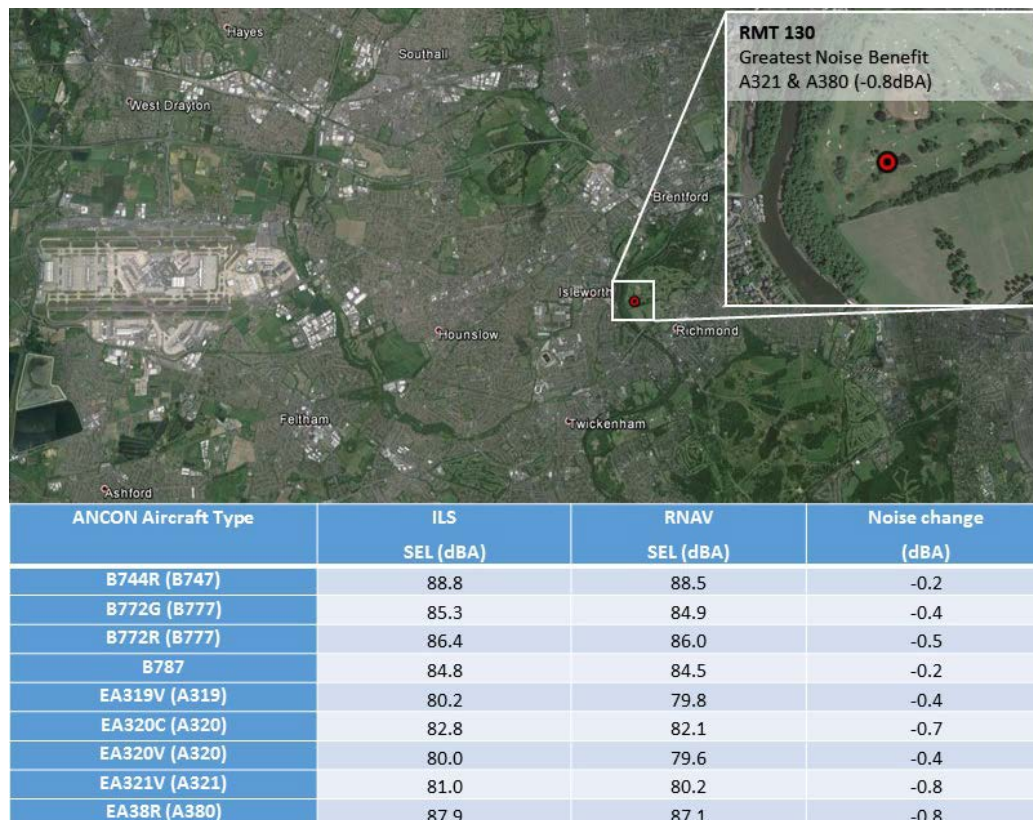 Hayes
Southall
West Drayton
Brentford
Isleworth
Hounslow
Richmond
Feltham
Twickenham
Ashford
RMT 130
Greatest Noise Benefit
A321 & A380 (-0.8dBA)
ANCON Aircraft Type ILS SEL (dBA) RNAV SEL (dBA) Noise change (dBA)
B744R (B747) 88.8 88.5 -0.2
B772G (B777) 85.3 84.9 -0.4
B772R (B777) 86.4 86.0 -0.5
B787 84.8 84.5 -0.2
EA319V (A319) 80.2 79.8 -0.4
EA320C (A320) 82.8 82.1 -0.7
EA320V (A320) 80.0 79.6 -0.4
EA321V (A321) 81.0 80.2 -0.8
EA38R (A380) 87.9 87.1 -0.8